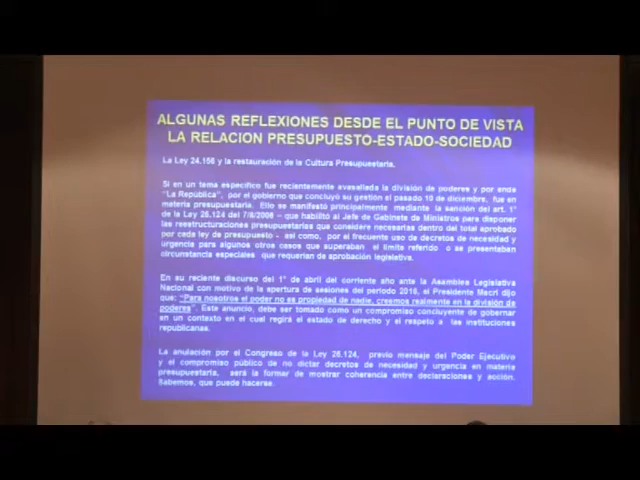 ALGUNAS REFLEXIONES DESDE EL PUNTO DE VISTA
LA RELACION PRESUPUESTO-ESTADO-SOCIEDAD
La Ley 24.156 y la restauración de la Cultura Presupuestaria.
Si en un tema específico fue recientemente avasallada la división de poderes y por ende
"La República", por el gobierno que concluyó su gestión el pasado 10 de diciembre, fue en
materia presupuestaria. Ello se manifestó principalmente mediante la sanción del art. 1°
de la Ley 26.124 del 7/8/2006 – que habilitó al Jefe de Gabinete de Ministros para disponer
las reestructuraciones presupuestarias que considere necesarias dentro del total aprobado
por cada ley de presupuesto - así como, por el frecuente uso de decretos de necesidad y
urgencia para algunos otros casos que superaban el límite referido o se presentaban
circunstancia especiales que requerían de aprobación legislativa.
En su reciente discurso del 1° de abril del corriente año ante la Asamblea Legislativa
Nacional con motivo de la apertura de sesiones del período 2016, el Presidente Macri dijo
que: "Para nosotros el poder no es propiedad de nadie, creemos realmente en la división de
poderes". Este anuncio, debe ser tomado como un compromiso concluyente de gobernar
en un contexto en el cual regirá el estado de derecho y el respeto a las instituciones
republicanas.
La anulación por el Congreso de la Ley 26.124, previo mensaje del Poder Ejecutivo
y el compromiso público de no dictar decretos de necesidad y urgencia en materia
presupuestaria, será la formar de mostrar coherencia entre declaraciones y acción.
Sabemos, que puede hacerse.